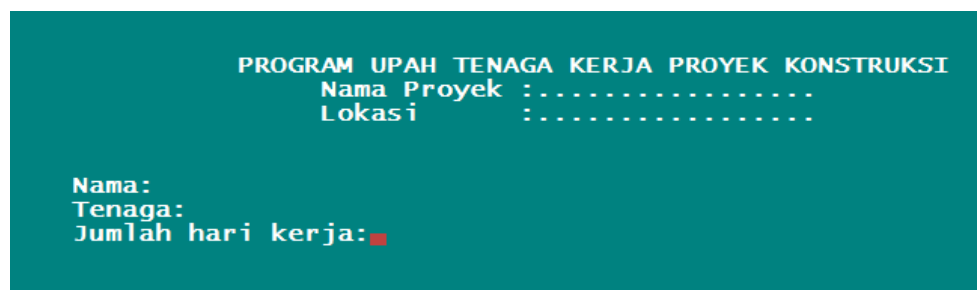 PROGRAM UPAH TENAGA KERJA PROYEK KONSTRUKSI
Nama Proyek :.................
Lokasi :.................
Nama:
Tenaga:
Jumlah hari kerja: